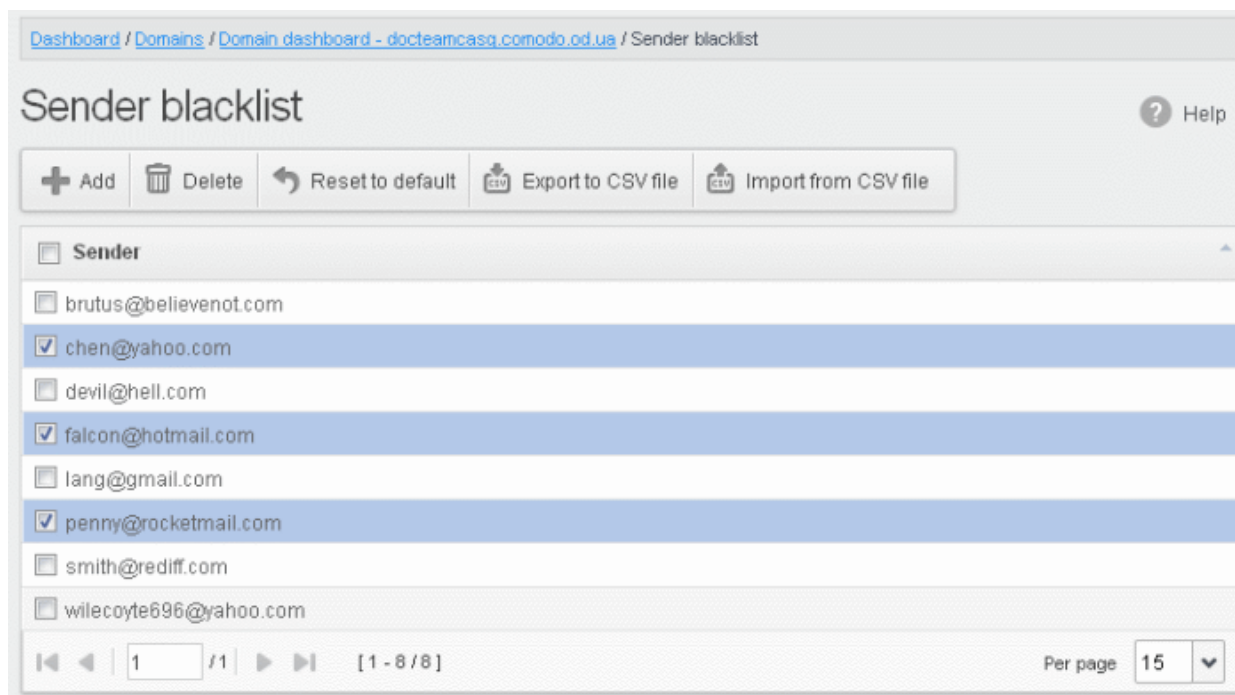 Dashboard / Domains / Domain dashboard - docteamcasg.comodo.od.ua / Sender blacklist
Sender blacklist
Help
Add Delete Reset to default CSV Export to CSV file CSV Import from CSV file
Sender
brutus@believenot.com
chen@yahoo.com
devil@hell.com
falcon@hotmail.com
lang@gmail.com
penny@rocketmail.com
smith@rediff.com
wilecoyte696@yahoo.com
1 /1 [ 1 - 8 / 8 ] Per page 15